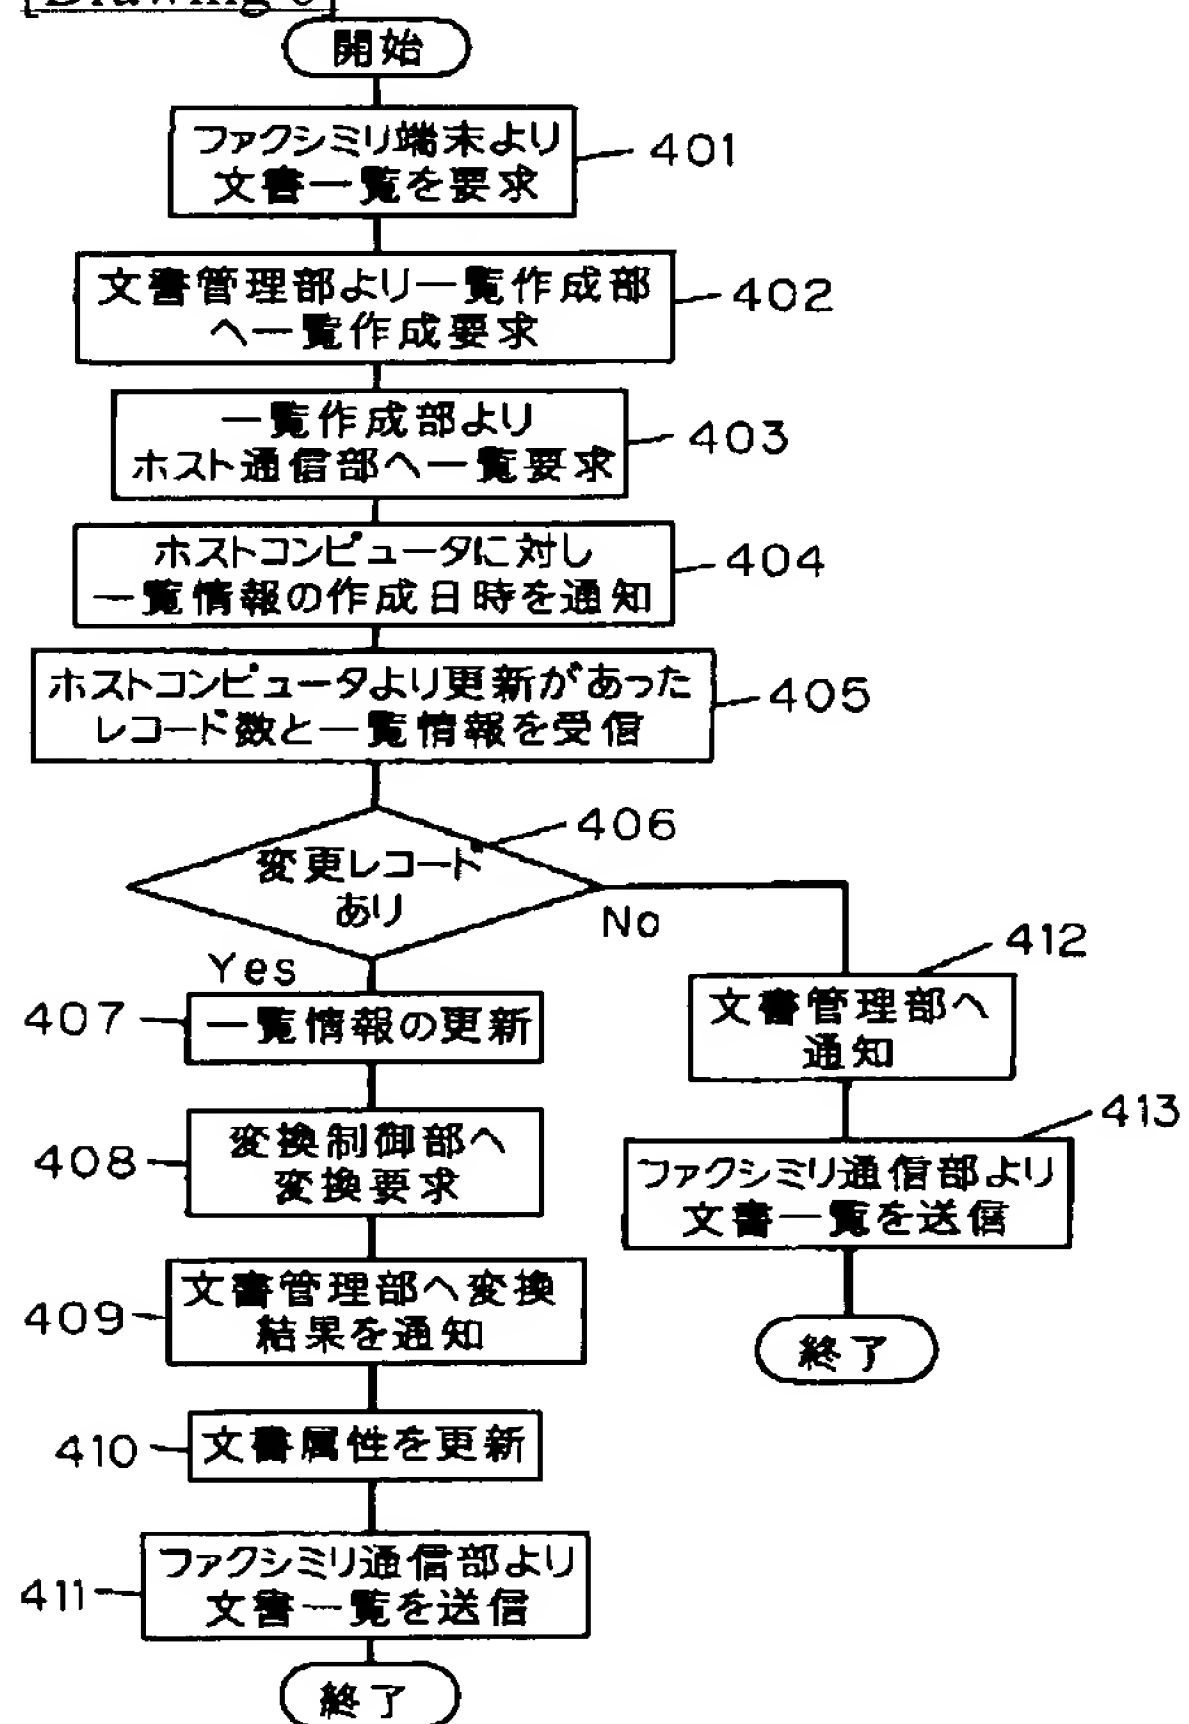 開始
ファクシミリ端末より
文書一覧を要求
401
文書管理部より一覧作成部
へ一覧作成要求
402
一覧作成部より
ホスト通信部へ一覧要求
403
ホストコンピュータに対し
一覧情報の作成日時を通知
404
ホストコンピュータより更新があった
レコード数と一覧情報を受信
405
変更レコード
あり
406
No
Yes
412
文書管理部へ
通知
407
一覧情報の更新
413
ファクシミリ通信部より
文書一覧を送信
408
変換制御部へ
変換要求
409
文書管理部へ変換
結果を通知
終了
410
文書属性を更新
411
ファクシミリ通信部より
文書一覧を送信
終了